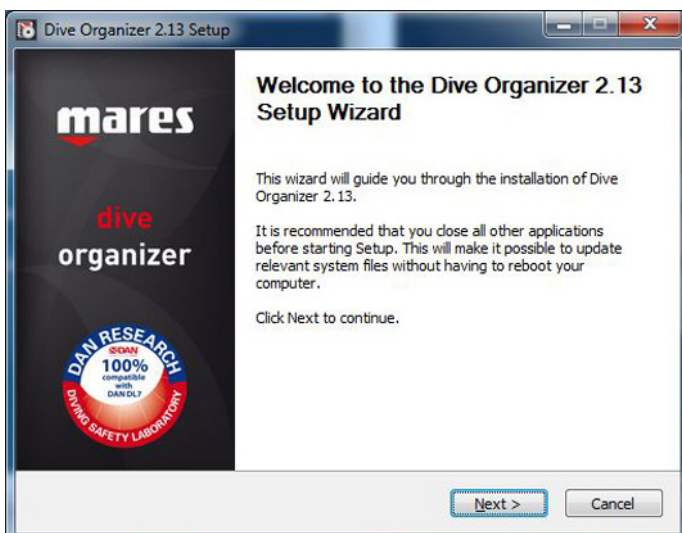 Dive Organizer 2.13 Setup
mares
dive
organizer
DAN RESEARCH
DAN
100%
compatible
with
DAN DL7
DIVING SAFETY LABORATORY
Welcome to the Dive Organizer 2.13
Setup Wizard
This wizard will guide you through the installation of Dive
Organizer 2.13.
It is recommended that you close all other applications
before starting Setup. This will make it possible to update
relevant system files without having to reboot your
computer.
Click Next to continue.
Next >
Cancel